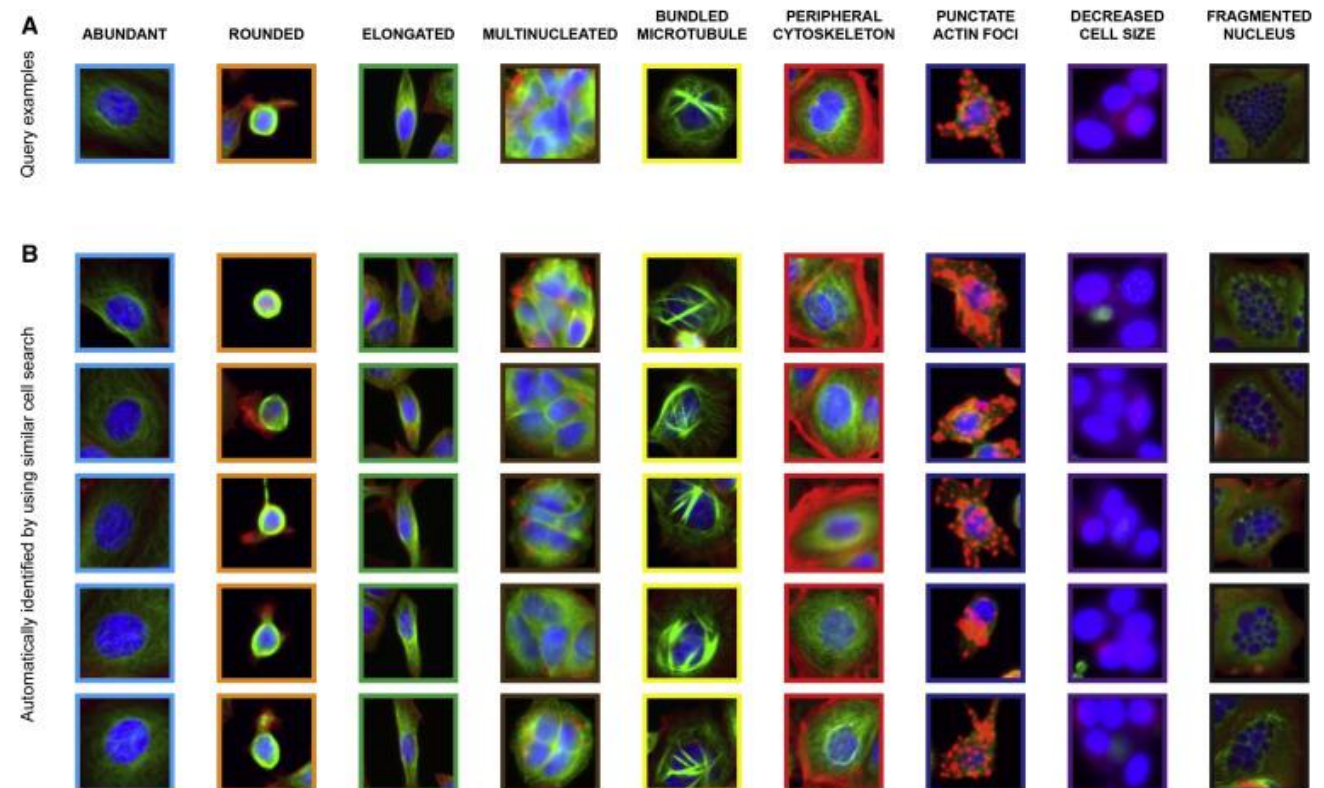 A
ABUNDANT
ROUNDED
ELONGATED
MULTINUCLEATED
BUNDLED
MICROTUBULE
PERIPHERAL
CYTOSKELETON
PUNCTATE
ACTIN FOCI
DECREASED
CELL SIZE
FRAGMENTED
NUCLEUS
Query examples
B
Automatically identified by using similar cell search